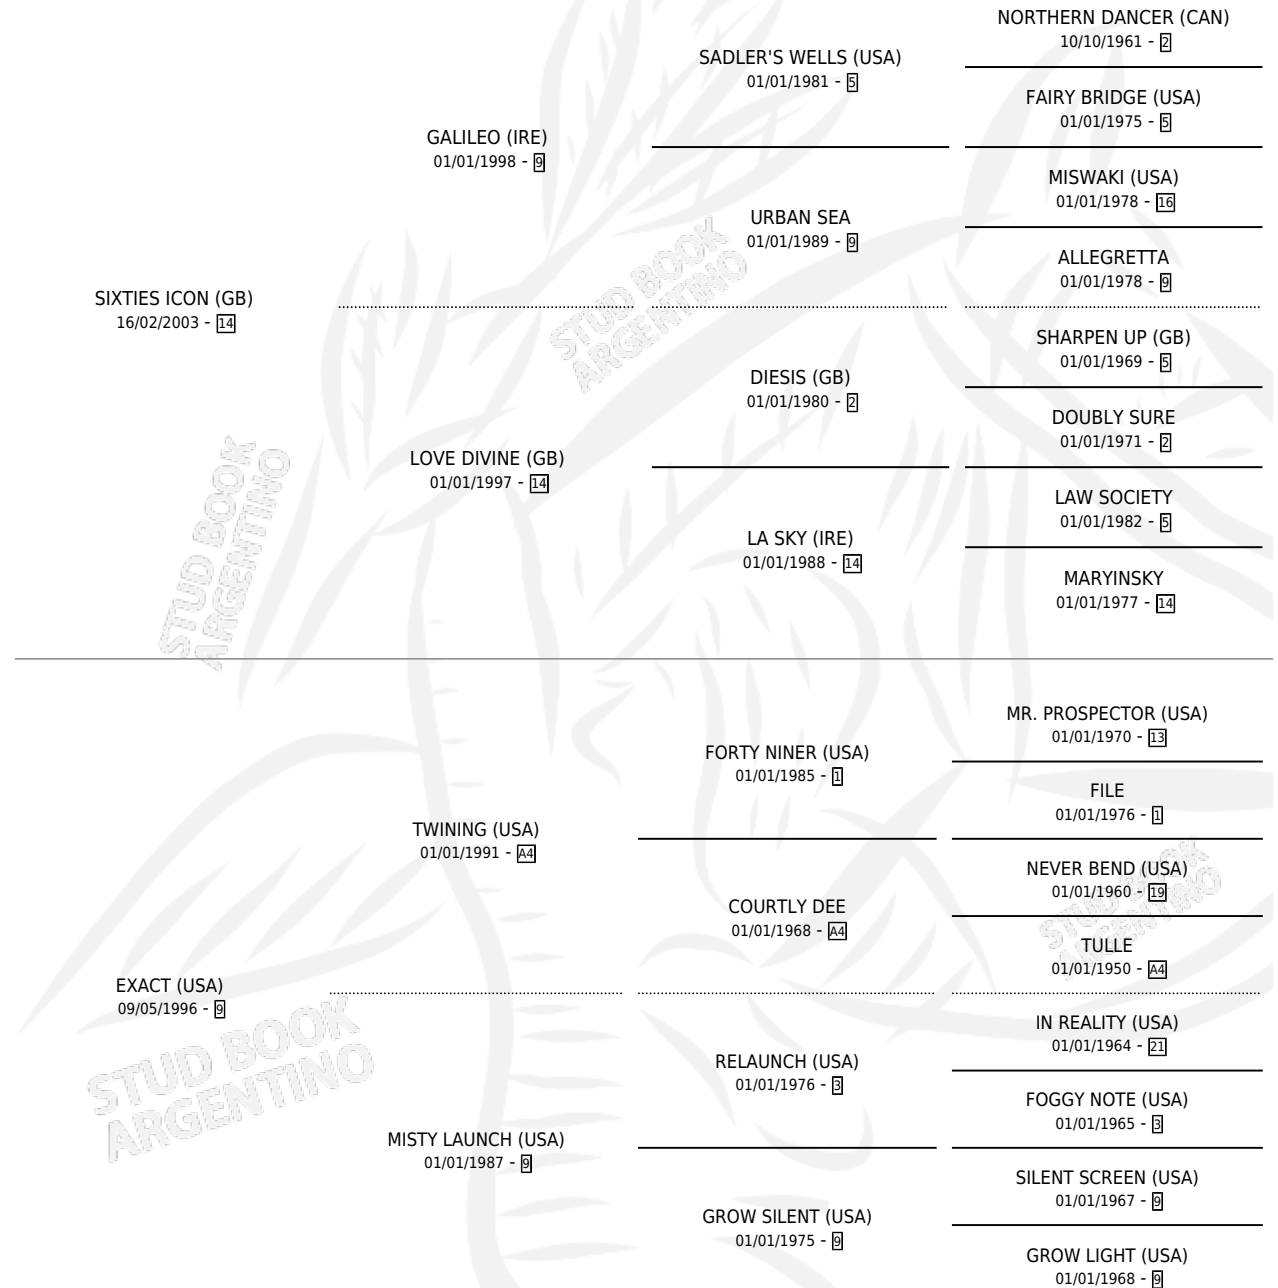 NORTHERN DANCER (CAN)
10/10/1961 - 2
SADLER'S WELLS (USA)
01/01/1981 - 5
FAIRY BRIDGE (USA)
01/01/1975 - 5
GALILEO (IRE)
01/01/1998 - 9
MISWAKI (USA)
01/01/1978 - 16
URBAN SEA
01/01/1989 - 9
ALLEGRETTA
01/01/1978 - 9
SIXTIES ICON (GB)
16/02/2003 - 14
STUD BOOK
ARGENTINO
SHARPEN UP (GB)
01/01/1969 - 5
DIESIS (GB)
01/01/1980 - 2
DOUBLY SURE
01/01/1971 - 2
LOVE DIVINE (GB)
01/01/1997 - 14
LAW SOCIETY
01/01/1982 - 5
LA SKY (IRE)
01/01/1988 - 14
MARYINSKY
01/01/1977 - 14
STUD BOOK
ARGENTINO
MR. PROSPECTOR (USA)
01/01/1970 - 13
FORTY NINER (USA)
01/01/1985 - 1
FILE
01/01/1976 - 1
TWINING (USA)
01/01/1991 - A4
NEVER BEND (USA)
01/01/1960 - 19
COURTLY DEE
01/01/1968 - A4
STUD BOOK
ARGENTINO
TULLE
01/01/1950 - A4
EXACT (USA)
09/05/1996 - 9
STUD BOOK
ARGENTINO
IN REALITY (USA)
01/01/1964 - 21
RELAUNCH (USA)
01/01/1976 - 3
FOGGY NOTE (USA)
01/01/1965 - 3
MISTY LAUNCH (USA)
01/01/1987 - 9
SILENT SCREEN (USA)
01/01/1967 - 9
GROW SILENT (USA)
01/01/1975 - 9
GROW LIGHT (USA)
01/01/1968 - 9